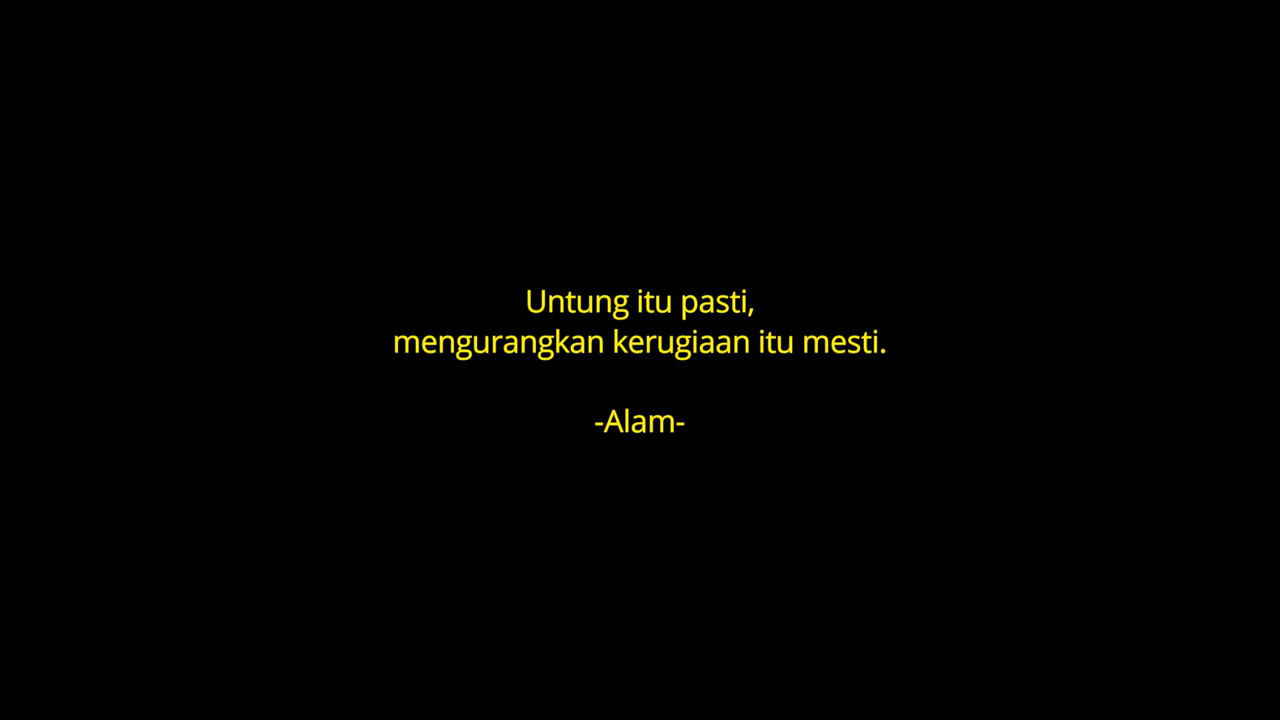 Untung itu pasti,
mengurangkan kerugiaan itu mesti.
-Alam-